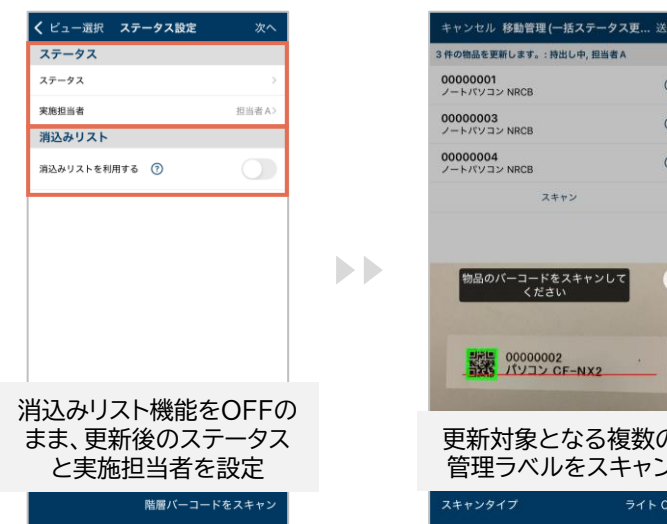 ビュー選択 ステータス設定 次へ
ステータス
ステータス
実施担当者 担当者A
消込みリスト
消込みリストを利用する ?
消込みリスト機能をOFFの
まま、更新後のステータス
と実施担当者を設定
階層バーコードをスキャン
キャンセル 移動管理(一括ステータス更... 送
3件の物品を更新します。: 持出し中, 担当者A
00000001
ノートパソコン NRCB
00000003
ノートパソコン NRCB
00000004
ノートパソコン NRCB
スキャン
物品のバーコードをスキャンして
ください
00000002
パソコン CF-NX2
更新対象となる複数の
管理ラベルをスキャン
スキャンタイプ ライト